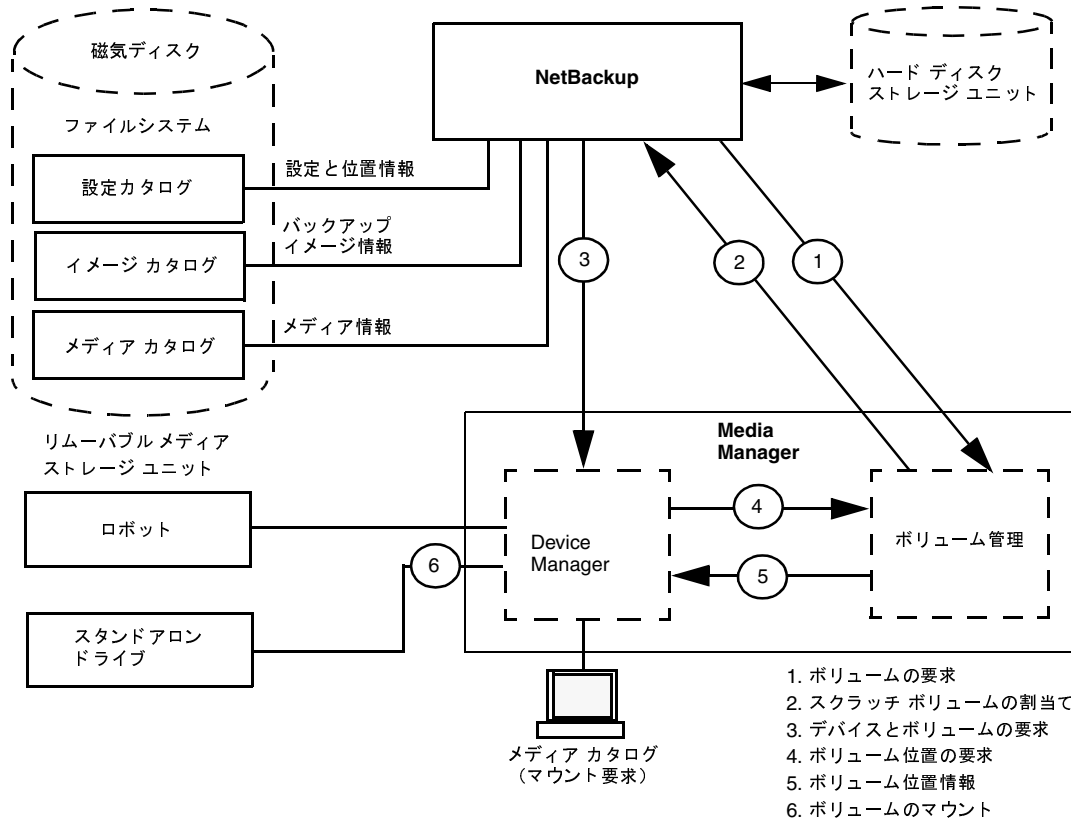 磁気ディスク
ファイルシステム
設定カタログ
イメージ カタログ
メディア カタログ
設定と位置情報
バックアップ
イメージ情報
メディア情報
NetBackup
ハード ディスク
ストレージ ユニット
3
2
1
リムーバブル メディア
ストレージ ユニット
ロボット
スタンドアロン
ドライブ
6
Media
Manager
Device
Manager
4
5
ボリューム管理
メディア カタログ
（マウント要求）
1. ボリュームの要求
2. スクラッチ ボリュームの割当て
3. デバイスとボリュームの要求
4. ボリューム位置の要求
5. ボリューム位置情報
6. ボリュームのマウント